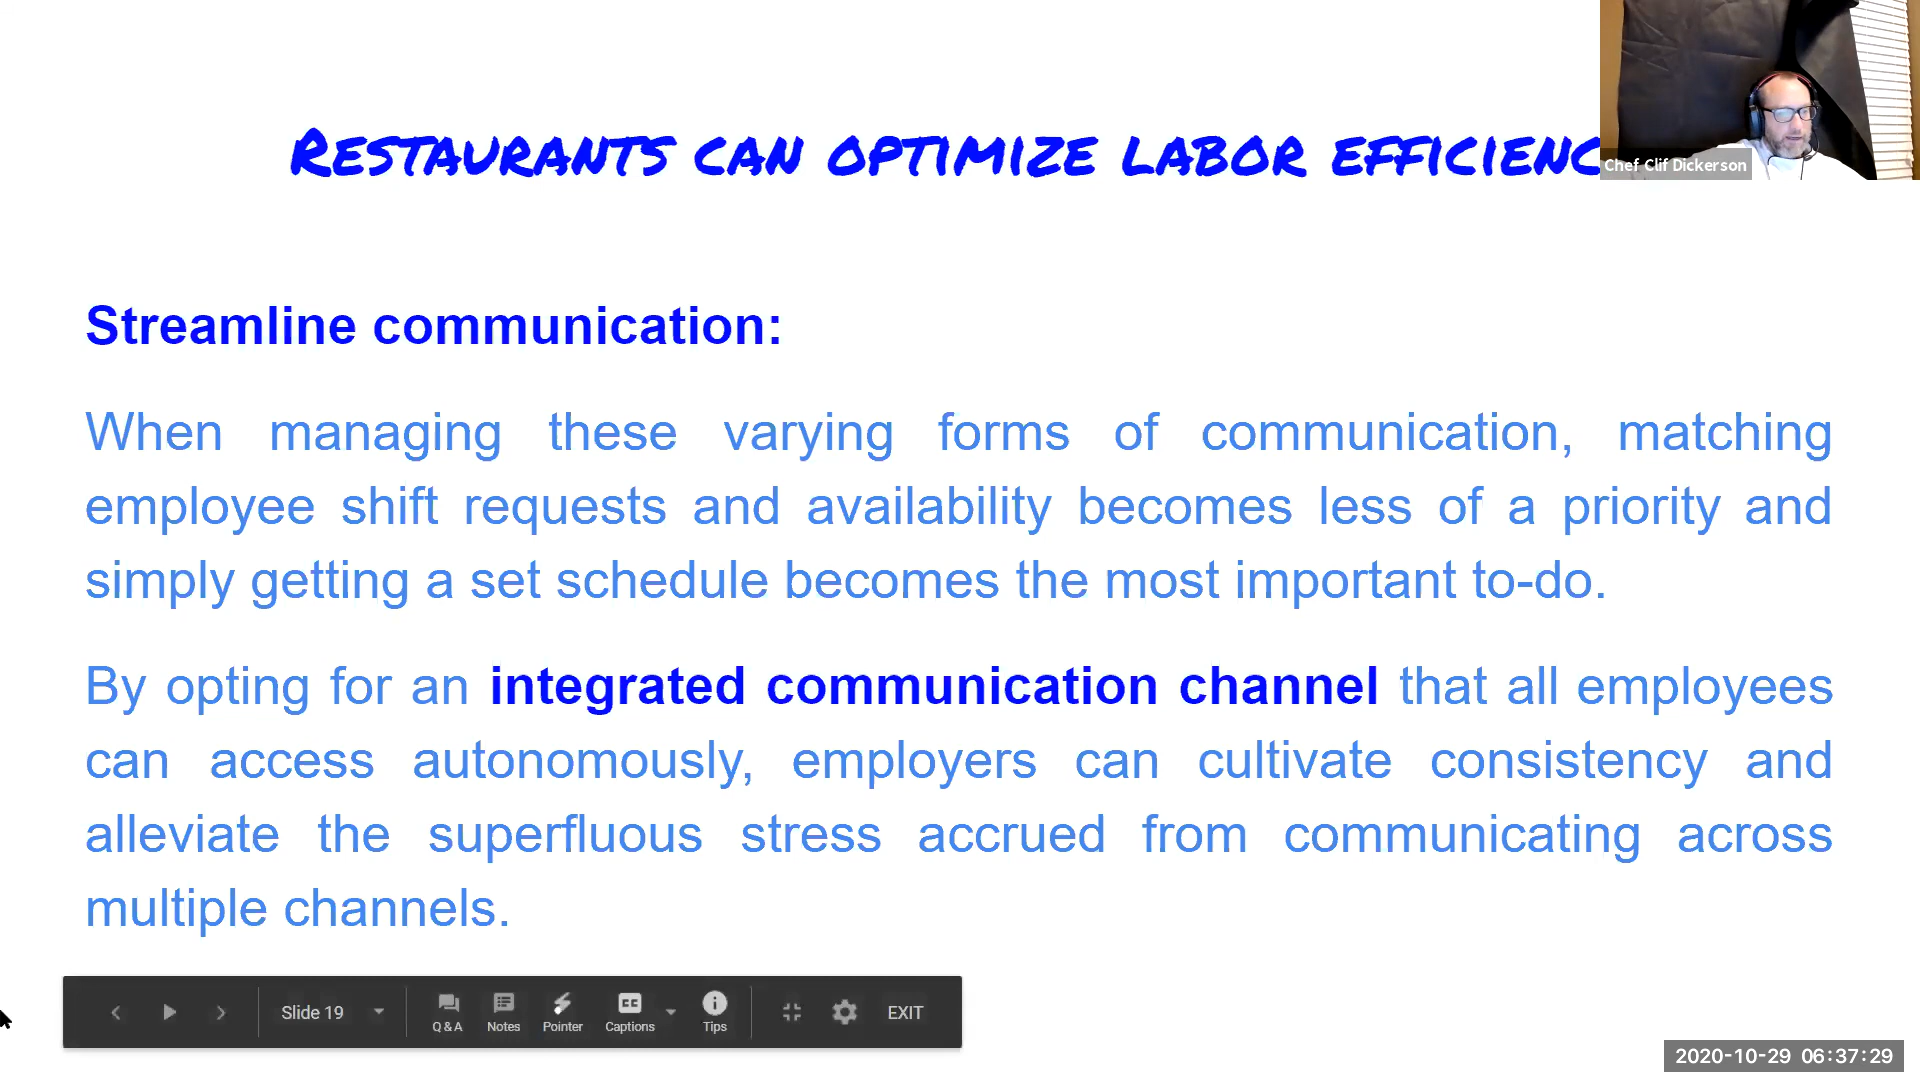 RESTAURANTS CAN OPTIMIZE LABOR EFFICIENC
Chef Clif Dickerson
Streamline communication:
When managing these varying forms of communication, matching
employee shift requests and availability becomes less of a priority and
simply getting a set schedule becomes the most important to-do.
By opting for an integrated communication channel that all employees
can access autonomously, employers can cultivate consistency and
alleviate the superfluous stress accrued from communicating across
multiple channels.
Slide 19
Q & A
Notes
Pointer
Captions
Tips
EXIT
2020-10-29 06:37:29